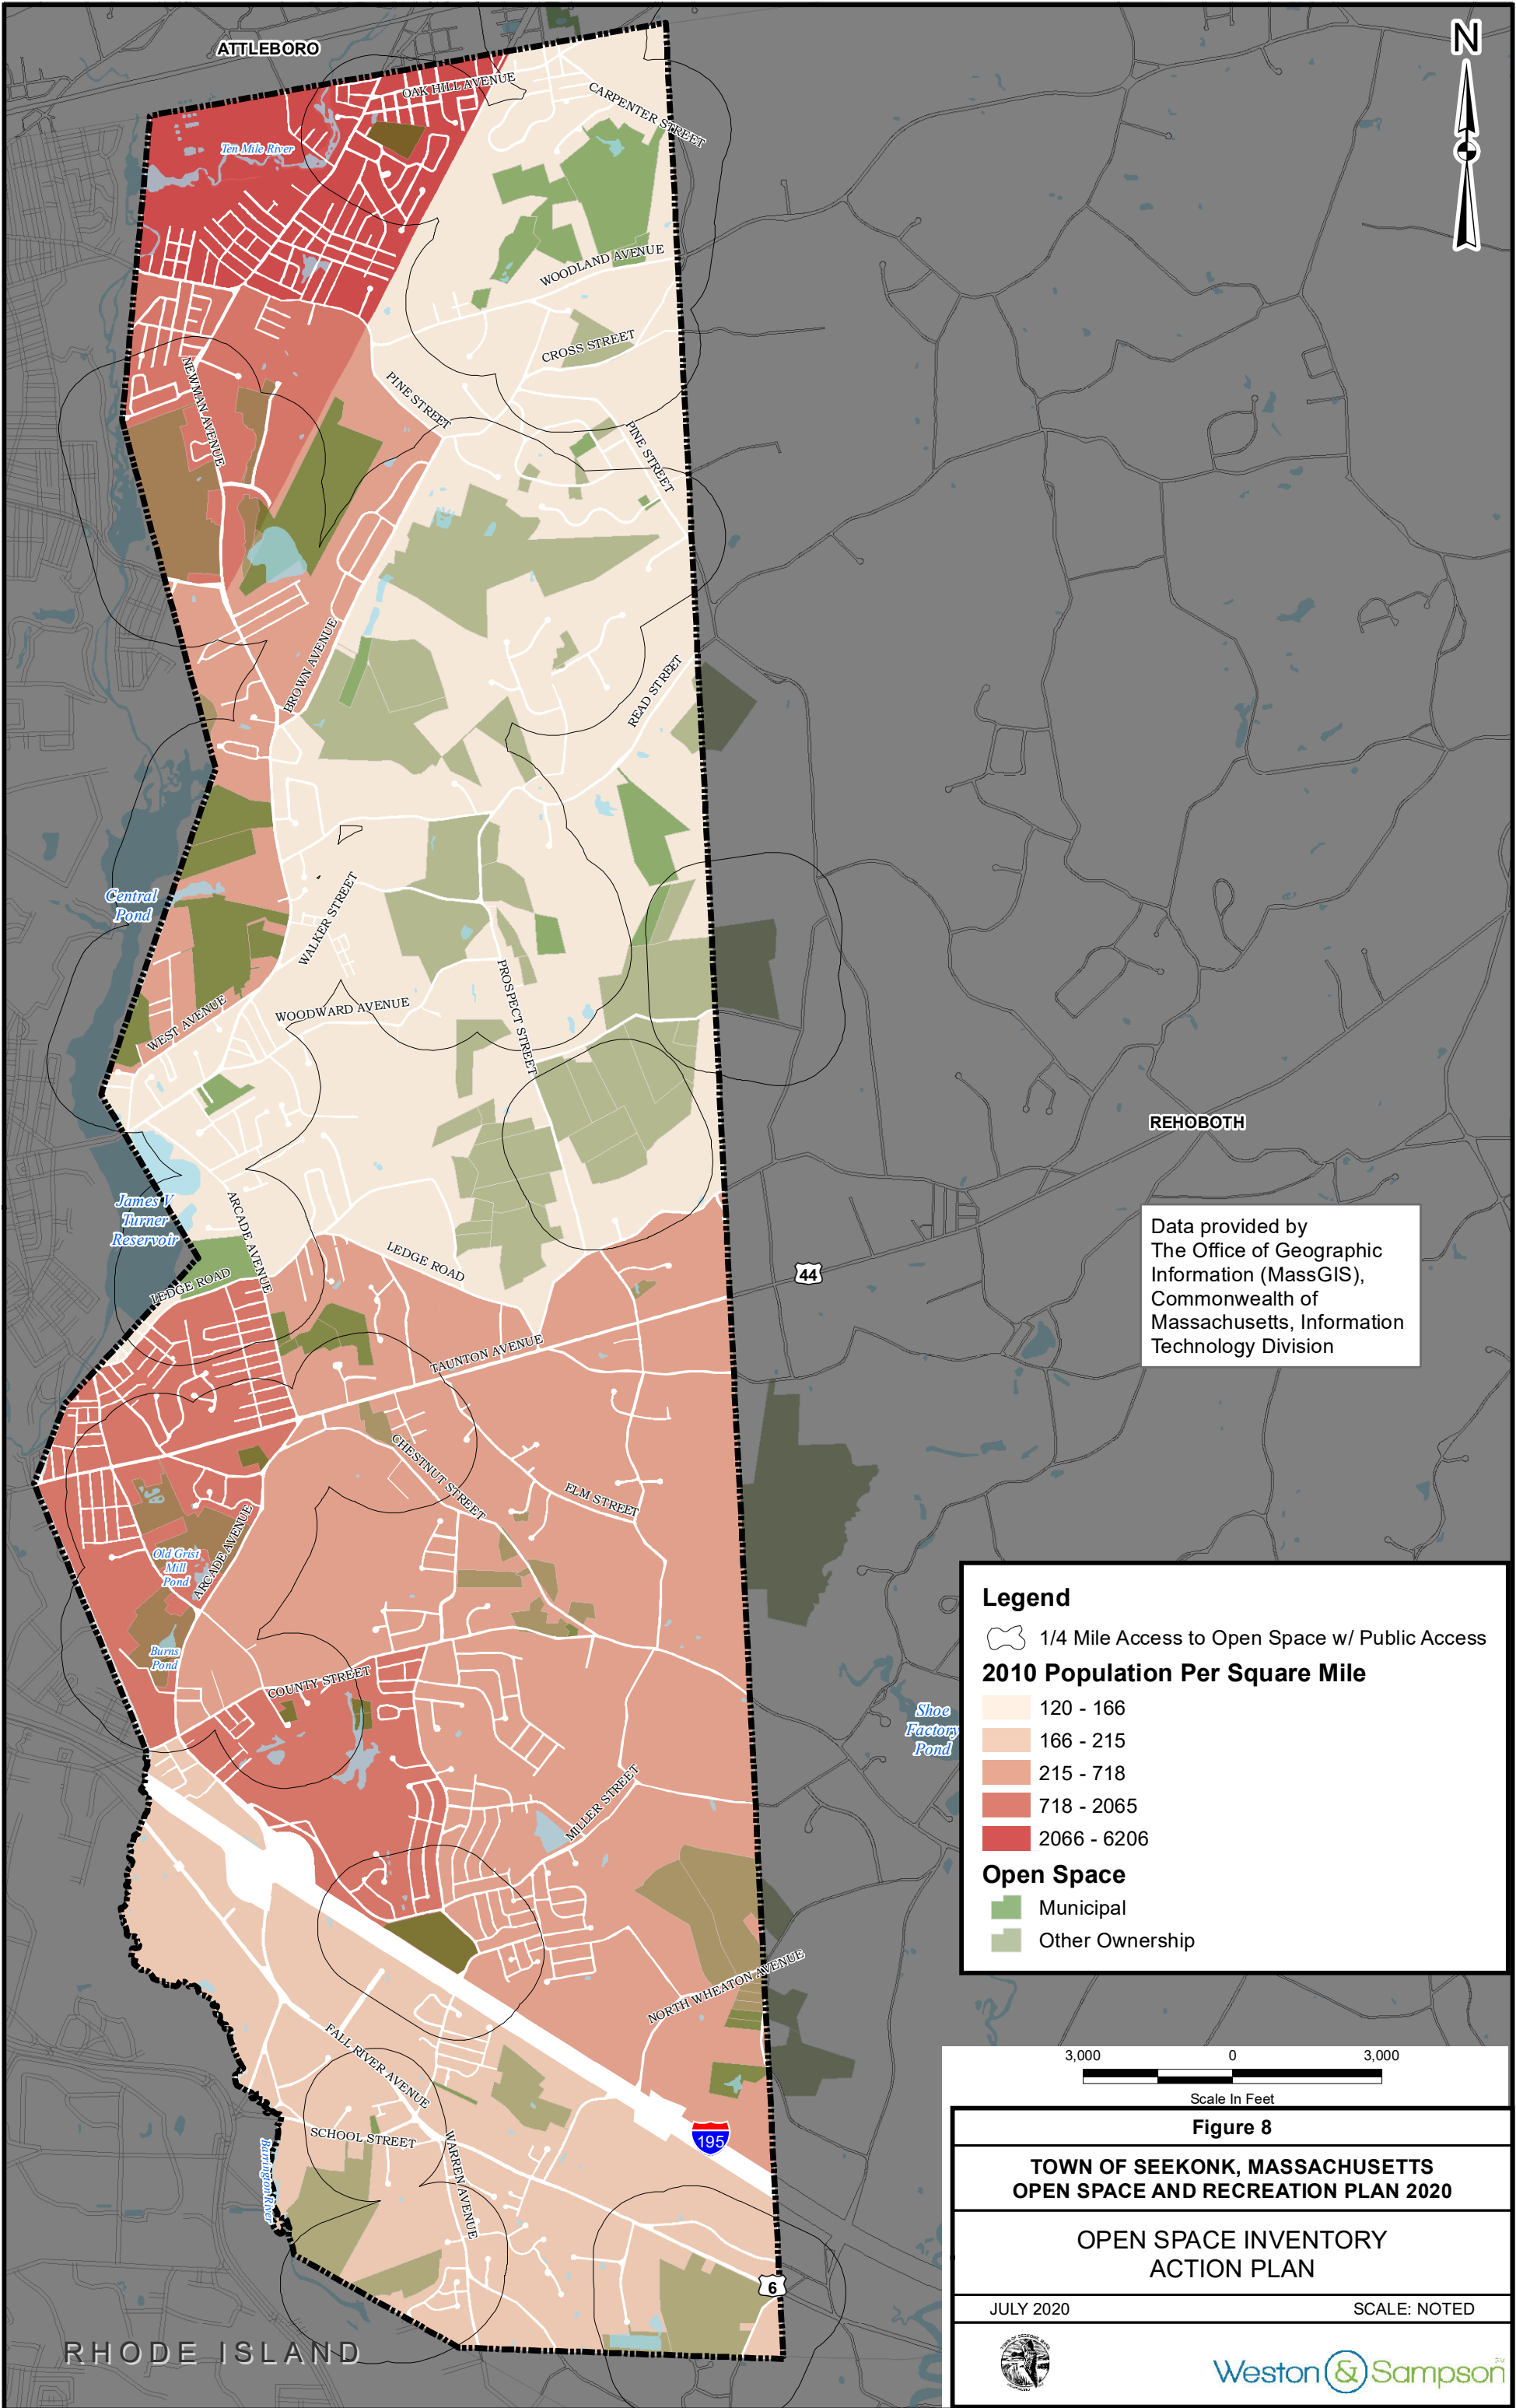 ATTLEBORO
N
OAK HILL AVENUE
CARPENTER STREET
Ten Mile River
WOODLAND AVENUE
CROSS STREET
NEWMAN AVENUE
PINE STREET
PINE STREET
BROWN AVENUE
READ STREET
Central
Pond
WALKER STREET
PROSPECT STREET
WOODWARD AVENUE
WEST AVENUE
REHOBOTH
James V
Turner
Reservoir
ARCADE AVENUE
LEDGE ROAD
LEDGE ROAD
44
Data provided by
The Office of Geographic
Information (MassGIS),
Commonwealth of
Massachusetts, Information
Technology Division
TAUNTON AVENUE
CHESTNUT STREET
ELM STREET
Old Grist
Mill
Pond
ARCADE AVENUE
Burns
Pond
COUNTY STREET
Shoe
Factory
Pond
MILLER STREET
NORTH WHEATON AVENUE
FALL RIVER AVENUE
SCHOOL STREET
WARREN AVENUE
Barrington River
195
6
RHODE ISLAND
Legend
1/4 Mile Access to Open Space w/ Public Access
2010 Population Per Square Mile
120 - 166
166 - 215
215 - 718
718 - 2065
2066 - 6206
Open Space
Municipal
Other Ownership
3,000 0 3,000
Scale In Feet
Figure 8
TOWN OF SEEKONK, MASSACHUSETTS
OPEN SPACE AND RECREATION PLAN 2020
OPEN SPACE INVENTORY
ACTION PLAN
JULY 2020 SCALE: NOTED
Weston & Sampson